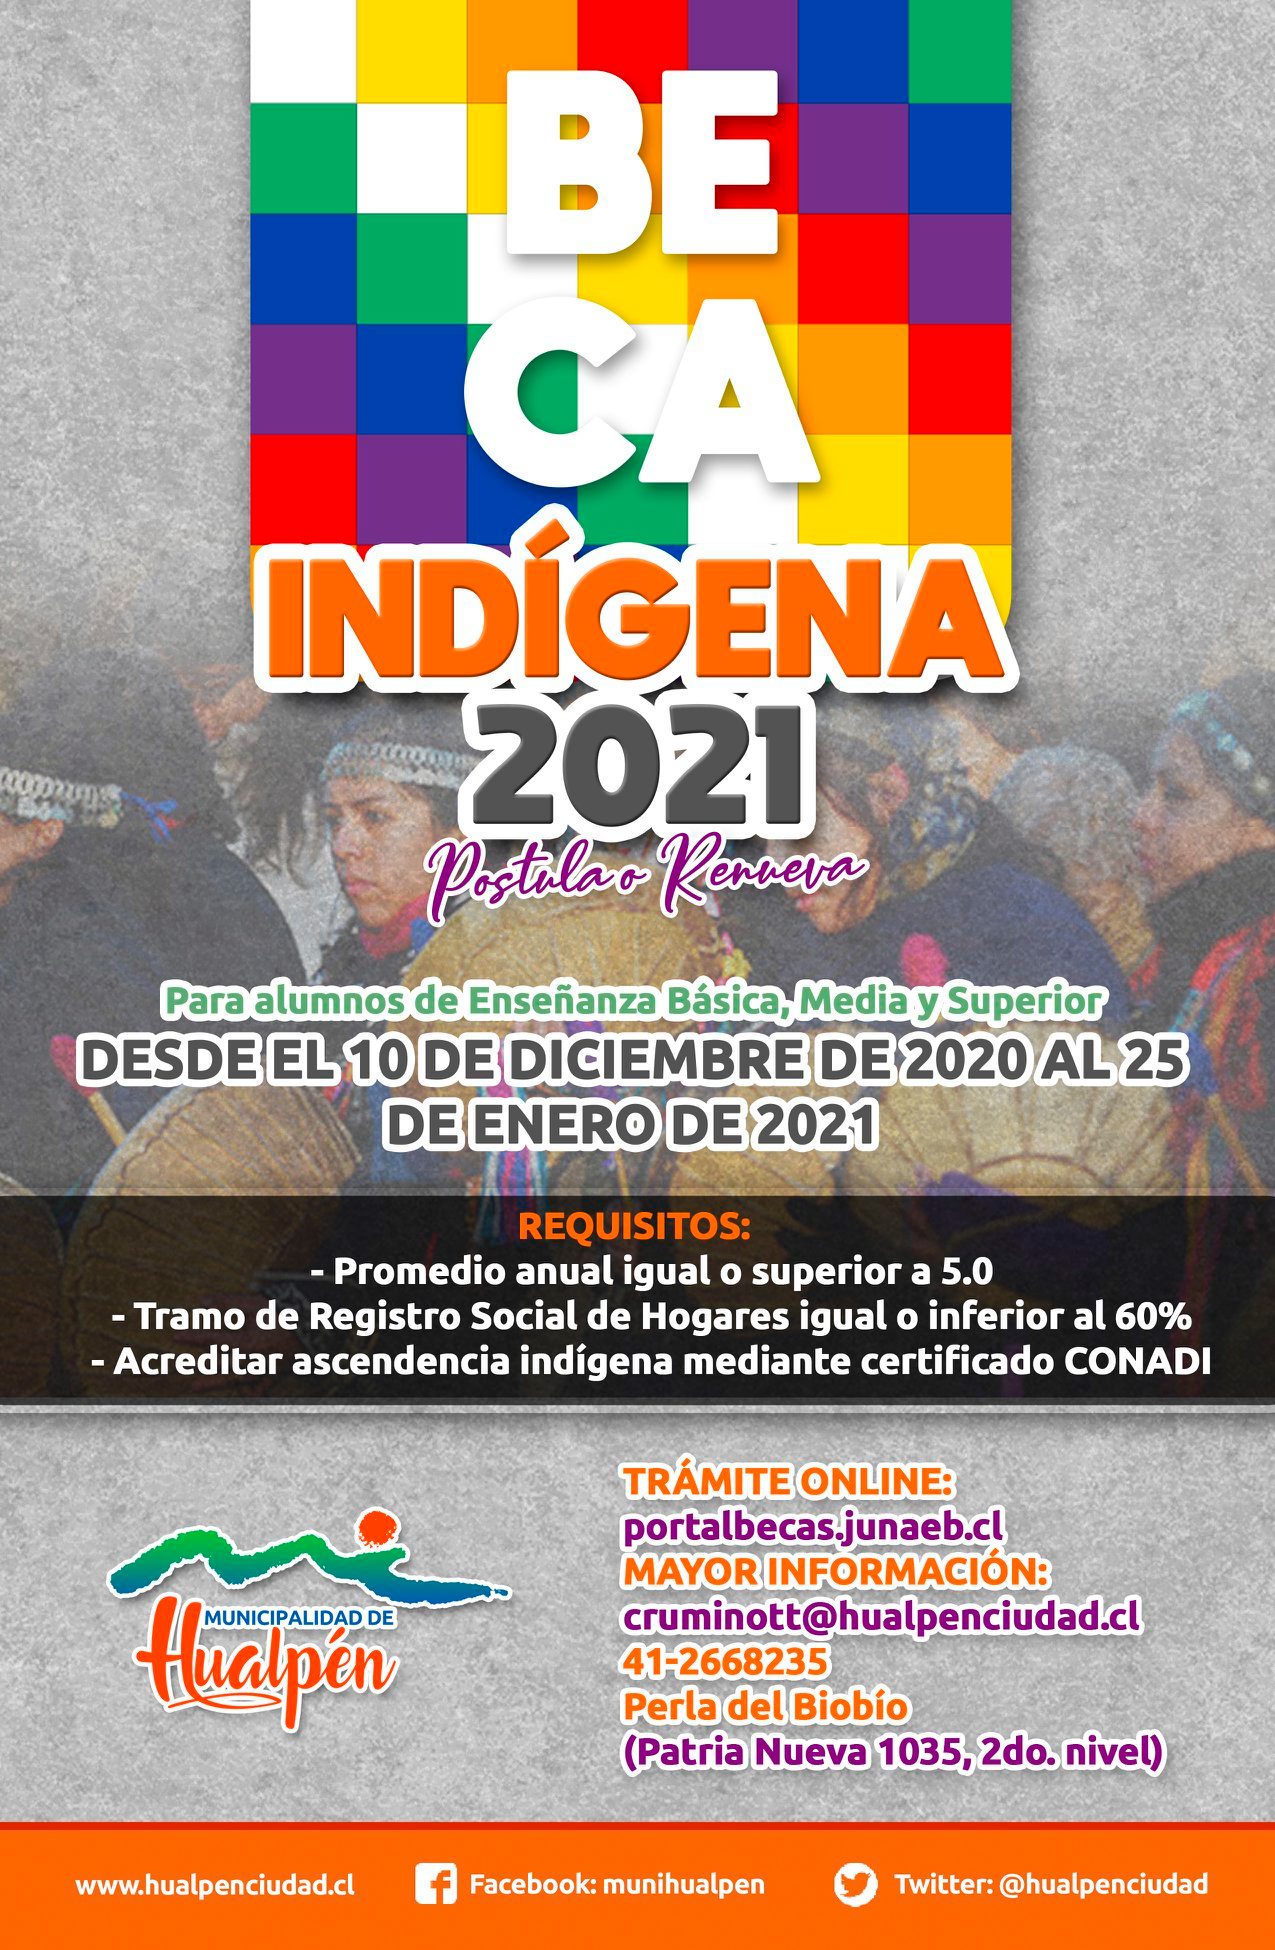 BE
CA
INDÍGENA
2021
Postula o Renueva
Para alumnos de Enseñanza Básica, Media y Superior
DESDE EL 10 DE DICIEMBRE DE 2020 AL 25
DE ENERO DE 2021
REQUISITOS:
- Promedio anual igual o superior a 5.0
- Tramo de Registro Social de Hogares igual o inferior al 60%
- Acreditar ascendencia indígena mediante certificado CONADI
MUNICIPALIDAD DE
Hualpén
TRÁMITE ONLINE:
portalbecas.junaeb.cl
MAYOR INFORMACIÓN:
cruminott@hualpenciudad.cl
41-2668235
Perla del Biobío
(Patria Nueva 1035, 2do. nivel)
www.hualpenciudad.cl
Facebook: munihualpen
Twitter: @hualpenciudad